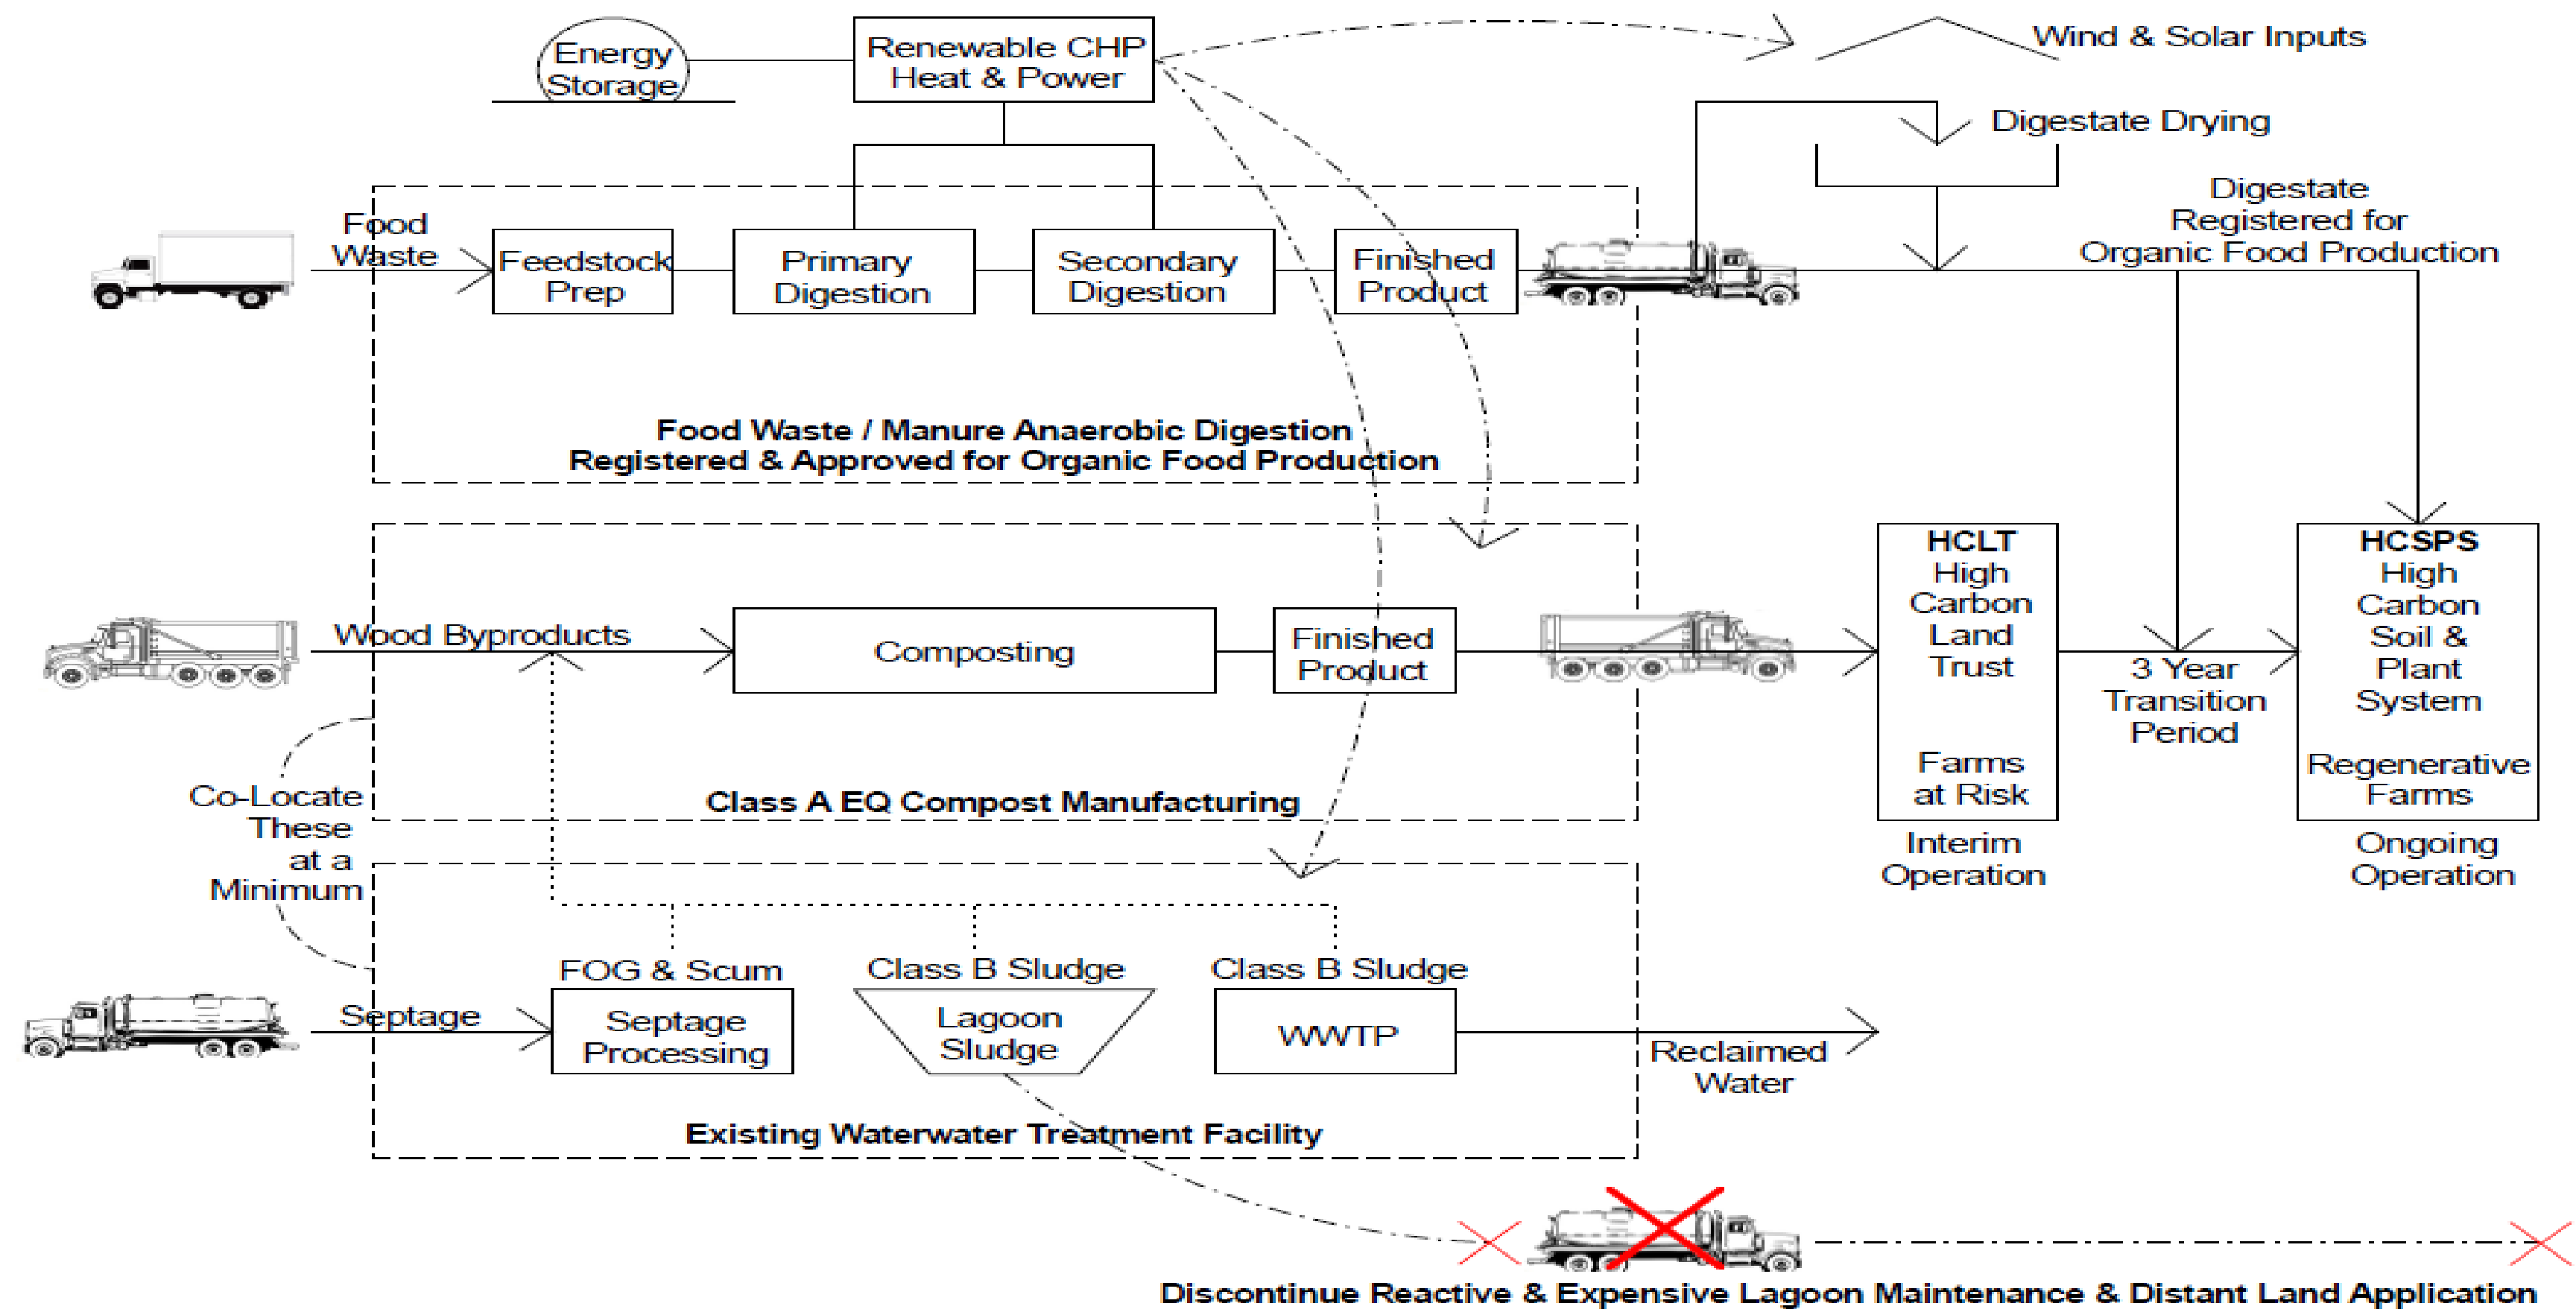 Energy
Storage
Renewable CHP
Heat & Power
Wind & Solar Inputs
Digestate Drying
Digestate
Registered for
Organic Food Production
Food
Waste
Feedstock
Prep
Primary
Digestion
Secondary
Digestion
Finished
Product
Food Waste / Manure Anaerobic Digestion
Registered & Approved for Organic Food Production
Wood Byproducts
Composting
Finished
Product
HCLT
High
Carbon
Land
Trust
Farms
at Risk
Interim
Operation
3 Year
Transition
Period
HCSPS
High
Carbon
Soil &
Plant
System
Regenerative
Farms
Ongoing
Operation
Class A EQ Compost Manufacturing
Co-Locate
These
at a
Minimum
FOG & Scum
Class B Sludge
Class B Sludge
Septage
Septage
Processing
Lagoon
Sludge
WWTP
Reclaimed
Water
Existing Waterwater Treatment Facility
Discontinue Reactive & Expensive Lagoon Maintenance & Distant Land Application